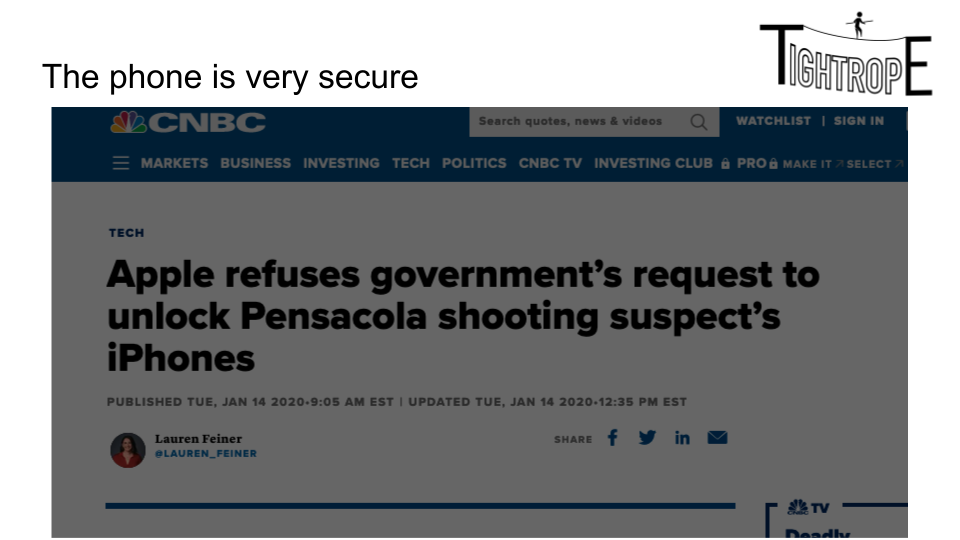 TIGHTROPE
The phone is very secure
CNBC
Search quotes, news & videos
WATCHLIST | SIGN IN
MARKETS BUSINESS INVESTING TECH POLITICS CNBC TV INVESTING CLUB PRO MAKE IT SELECT
TECH
Apple refuses government’s request to
unlock Pensacola shooting suspect’s
iPhones
PUBLISHED TUE, JAN 14 2020•9:05 AM EST | UPDATED TUE, JAN 14 2020•12:35 PM EST
Lauren Feiner
@LAUREN_FEINER
SHARE
CNBC TV
Deadly